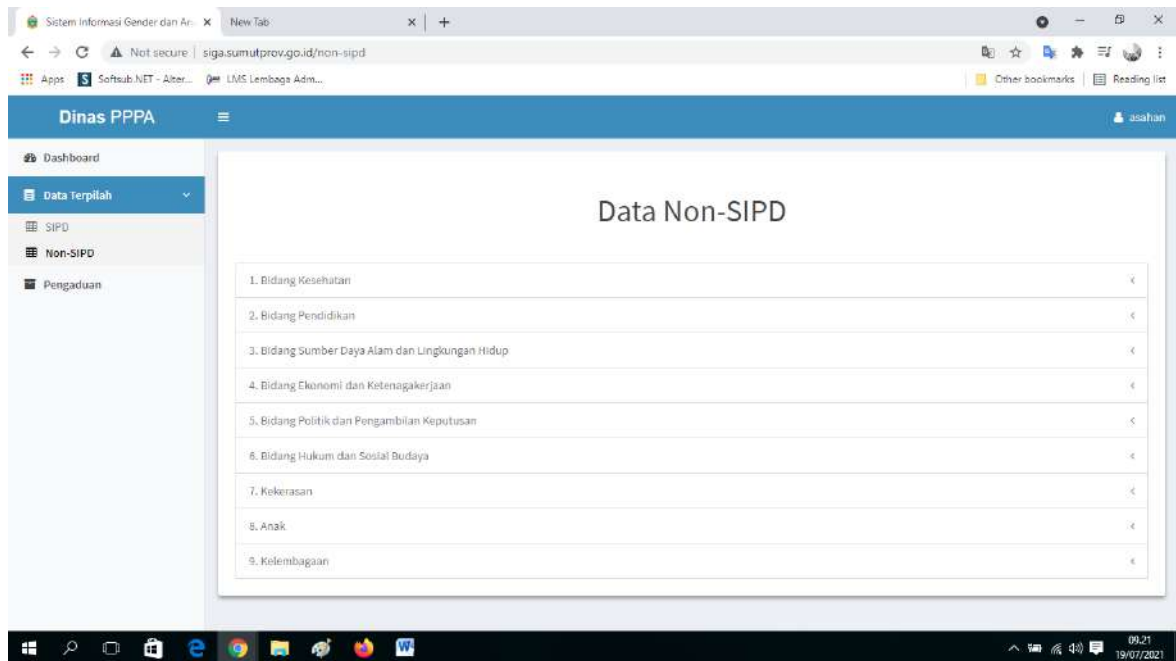 Sistem Informasi Gender dan An
New Tab
Not secure
siga.sumutprov.go.id/non-sipd
Apps
Softsub.NET - Alter...
LMS Lembaga Adm...
Other bookmarks
Reading list
Dinas PPPA
asahan
Dashboard
Data Terpilah
SIPD
Non-SIPD
Pengaduan
Data Non-SIPD
1. Bidang Kesehatan
2. Bidang Pendidikan
3. Bidang Sumber Daya Alam dan Lingkungan Hidup
4. Bidang Ekonomi dan Ketenagakerjaan
5. Bidang Politik dan Pengambilan Keputusan
6. Bidang Hukum dan Sosial Budaya
7. Kekerasan
8. Anak
9. Kelembagaan
09.21
19/07/2021